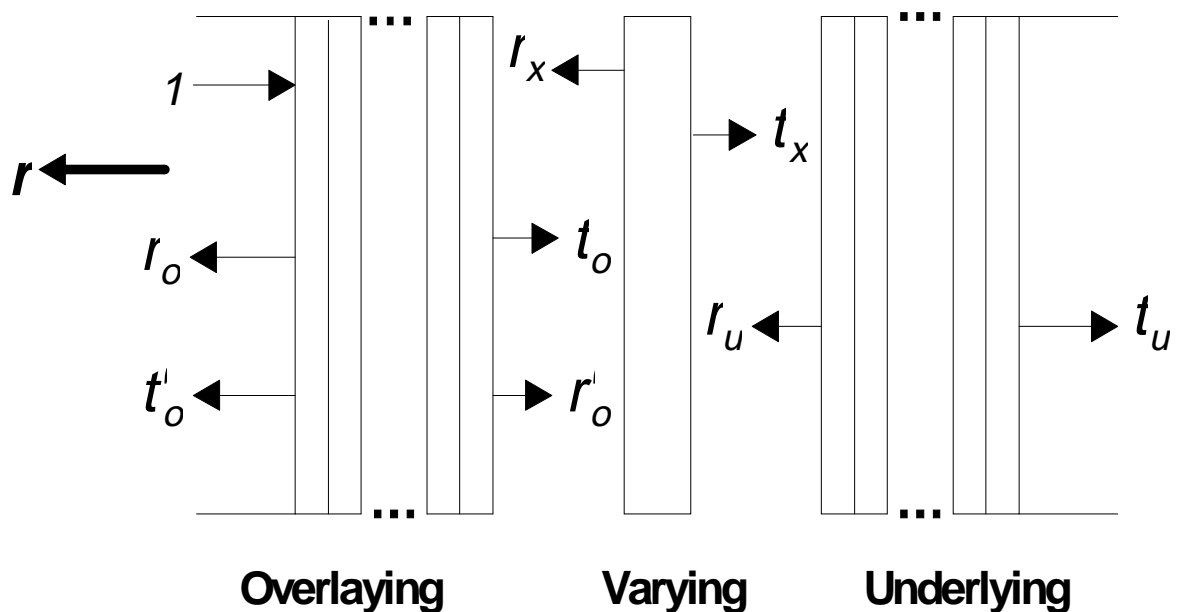 ... ...
r_x
1
t_x
r
r_o t_o
r_u t_u
t'_o r'_o
... ...
Overlaying Varying Underlying